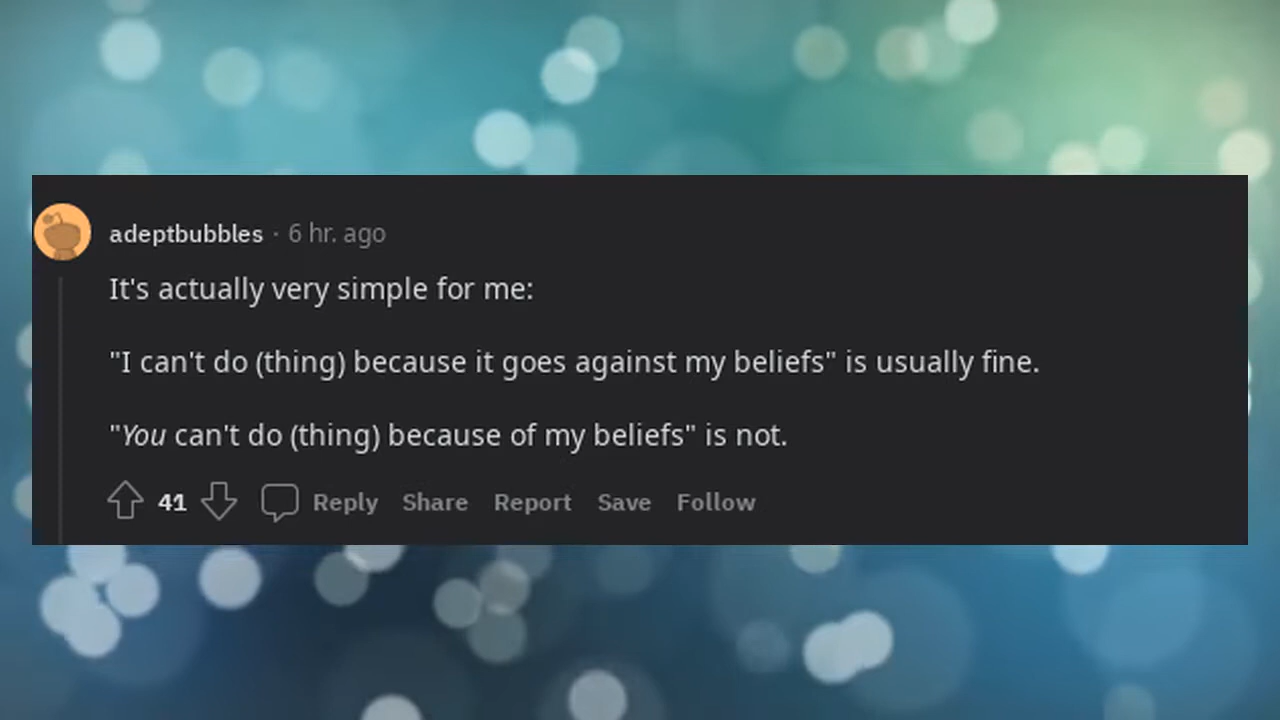 adeptbubbles · 6 hr. ago
It's actually very simple for me:
"I can't do (thing) because it goes against my beliefs" is usually fine.
"You can't do (thing) because of my beliefs" is not.
41 Reply Share Report Save Follow